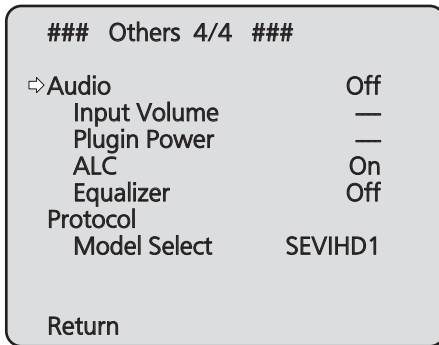 ### Others 4/4 ###
⇨Audio Off
Input Volume —
Plugin Power —
ALC On
Equalizer Off
Protocol
Model Select SEVIHD1
Return